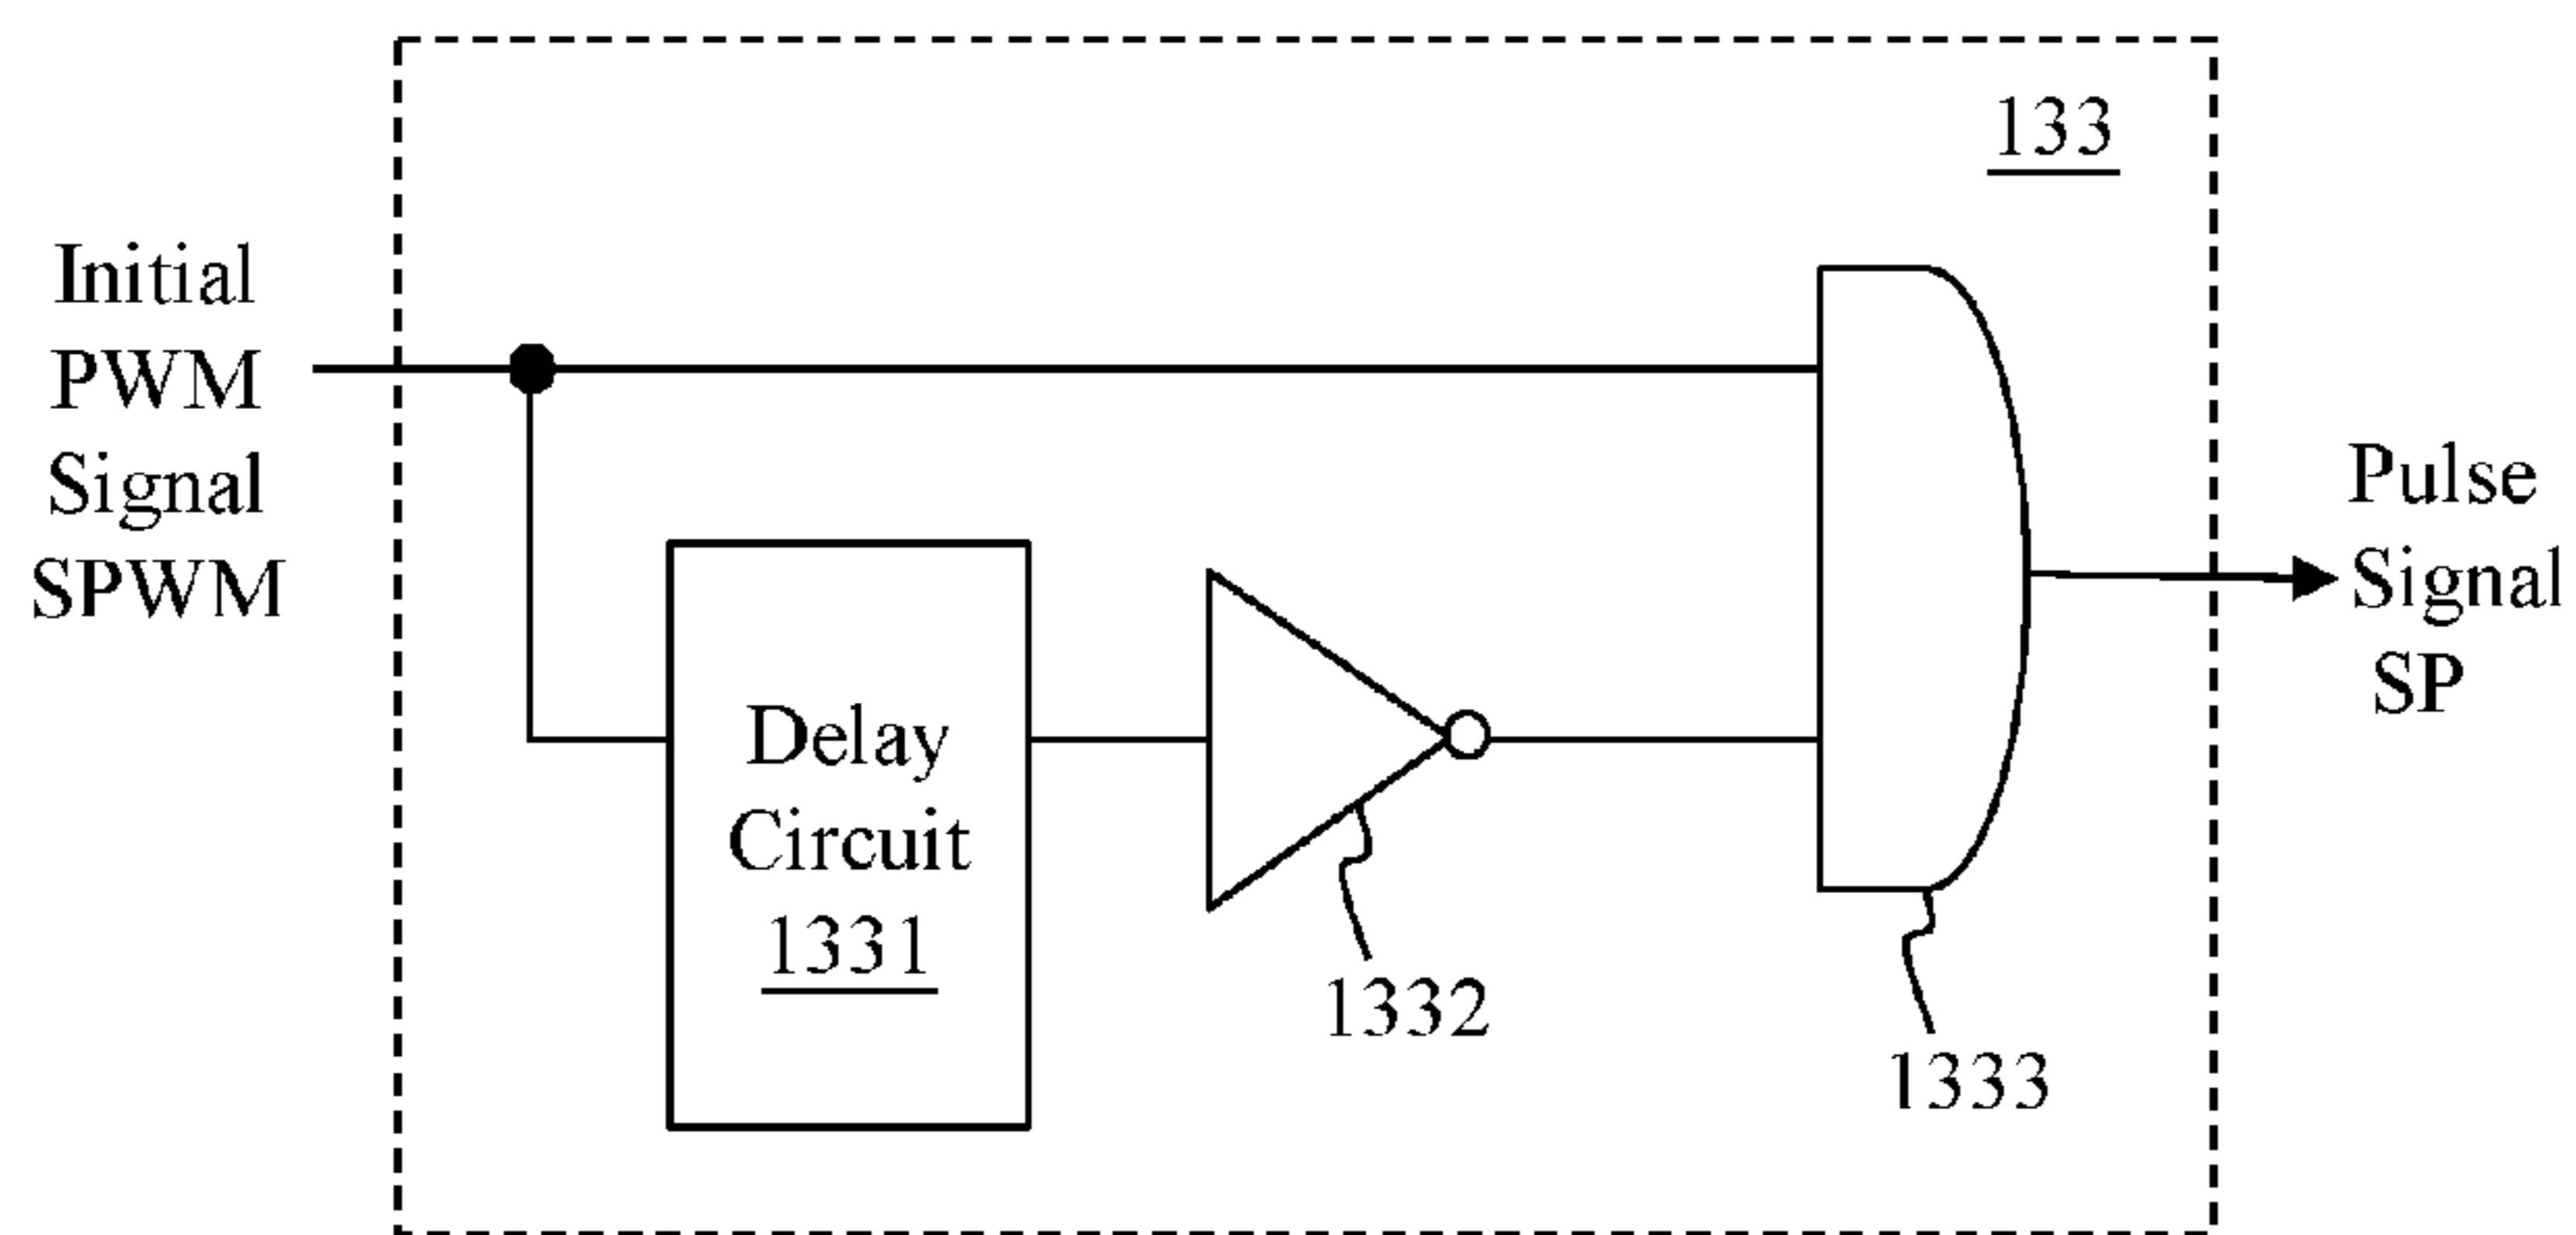 133
Initial
PWM
Signal
SPWM
Pulse
Signal
SP
Delay
Circuit
1331
1332
1333